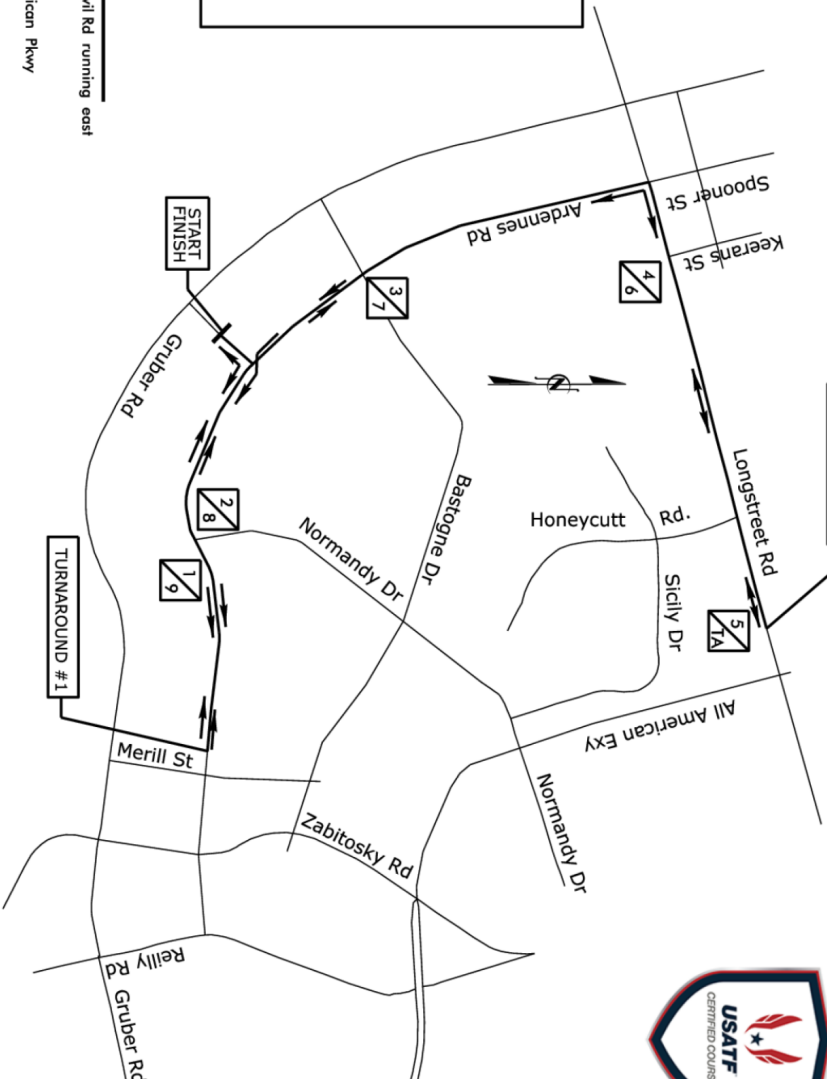 vil Rd running east
ican Pkwy
START
FINISH
Gruber Rd
Ardennes Rd
Spooner St
Keerans St
4
6
3
7
Longstreet Rd
Honeycutt Rd.
Sicily Dr
5
TA
Bastogne Dr
Normandy Dr
2
8
1
9
TURNAROUND #1
Merill St
All American Exy
Normandy Dr
Zabitosky Rd
Reilly Rd
Gruber Rd
N
USATF
CERTIFIED COURS